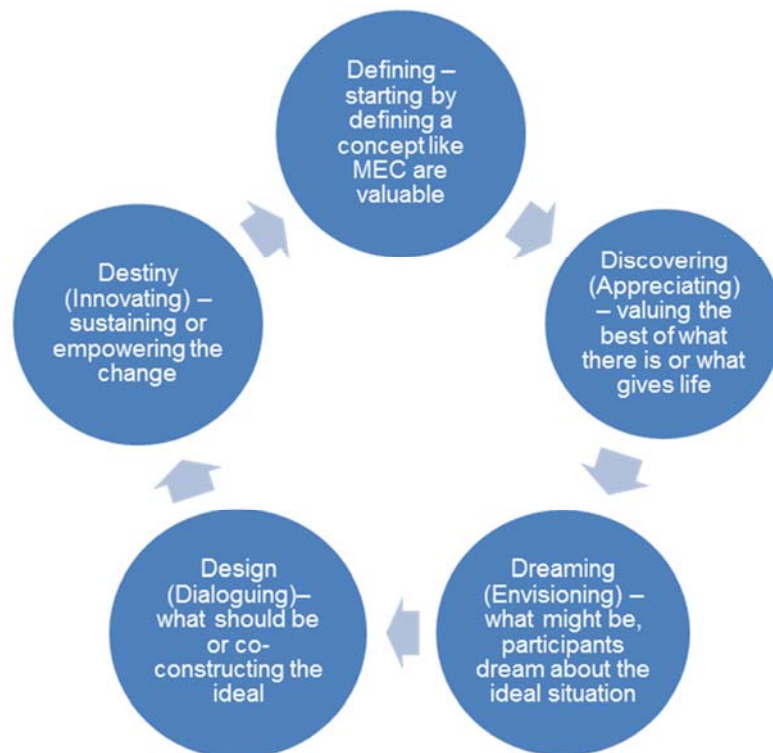 Defining –
starting by
defining a
concept like
MEC are
valuable
Discovering
(Appreciating)
– valuing the
best of what
there is or what
gives life
Dreaming
(Envisioning) –
what might be,
participants
dream about the
ideal situation
Design
(Dialoguing)–
what should be
or co-
constructing the
ideal
Destiny
(Innovating) –
sustaining or
empowering the
change